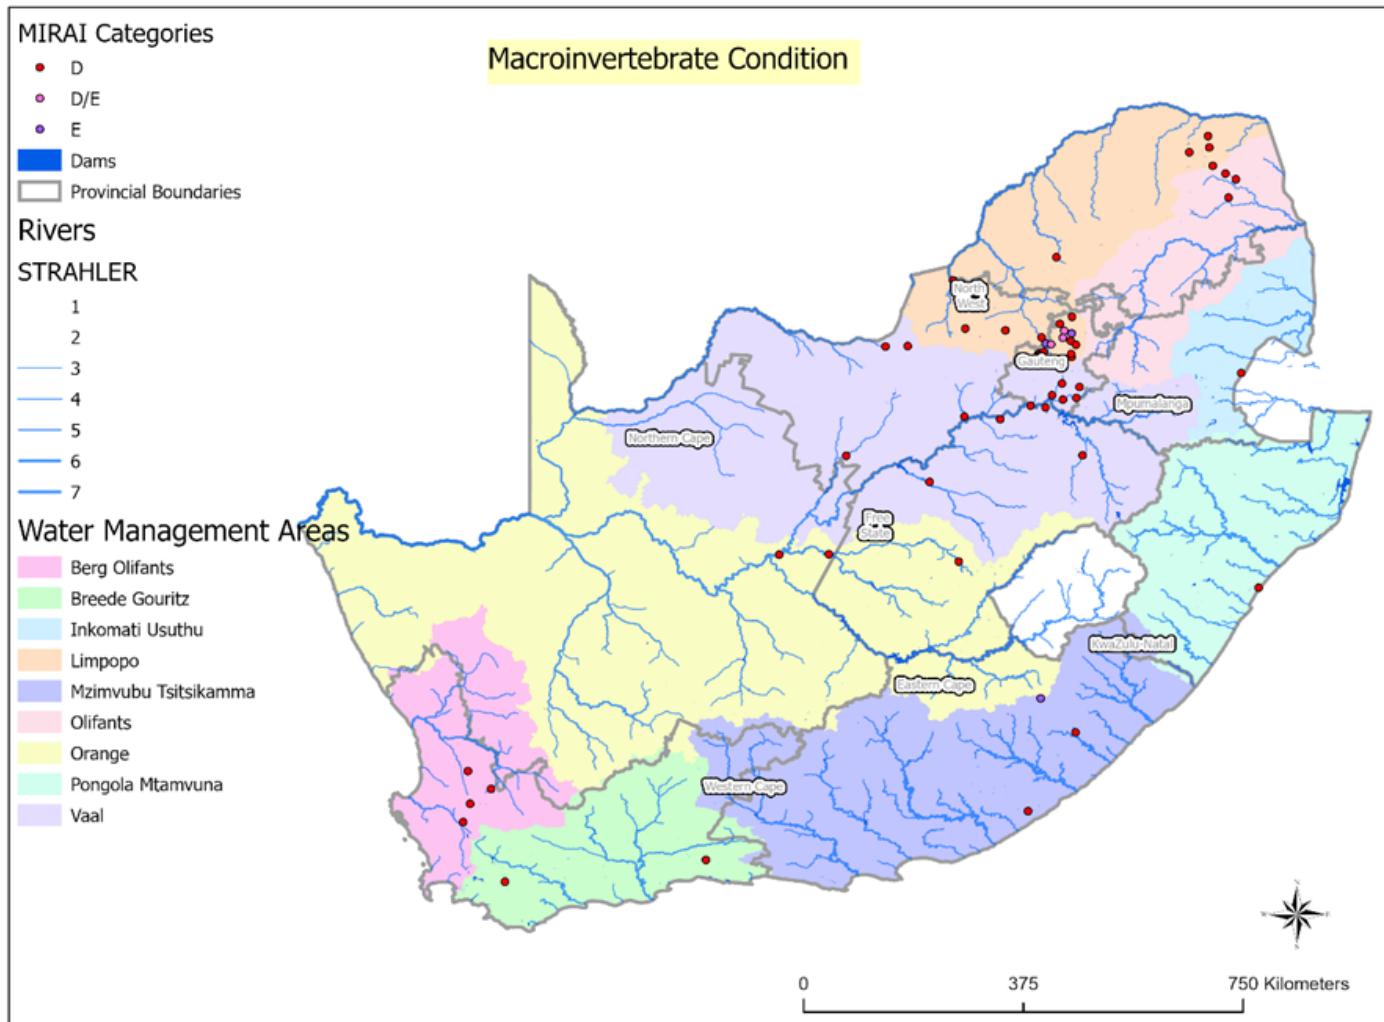 MIRAI Categories
D
D/E
E
Dams
Provincial Boundaries
Rivers
STRAHLER
1
2
3
4
5
6
7
Water Management Areas
Berg Olifants
Breede Gouritz
Inkomati Usuthu
Limpopo
Mzimvubu Tsitsikamma
Olifants
Orange
Pongola Mtamvuna
Vaal
Macroinvertebrate Condition
North
West
Gauteng
Mpumalanga
Northern Cape
Free
State
KwaZulu-Natal
Eastern Cape
Western Cape
N
W
E
S
0 375 750 Kilometers